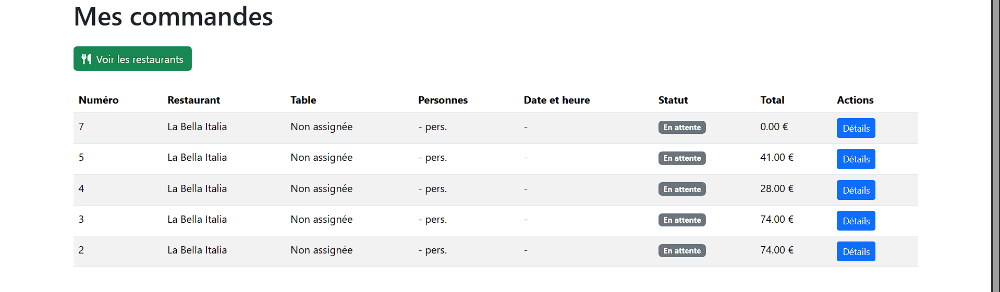 Mes commandes
Voir les restaurants
Numéro Restaurant Table Personnes Date et heure Statut Total Actions
7 La Bella Italia Non assignée - pers. - En attente 0.00 € Détails
5 La Bella Italia Non assignée - pers. - En attente 41.00 € Détails
4 La Bella Italia Non assignée - pers. - En attente 28.00 € Détails
3 La Bella Italia Non assignée - pers. - En attente 74.00 € Détails
2 La Bella Italia Non assignée - pers. - En attente 74.00 € Détails